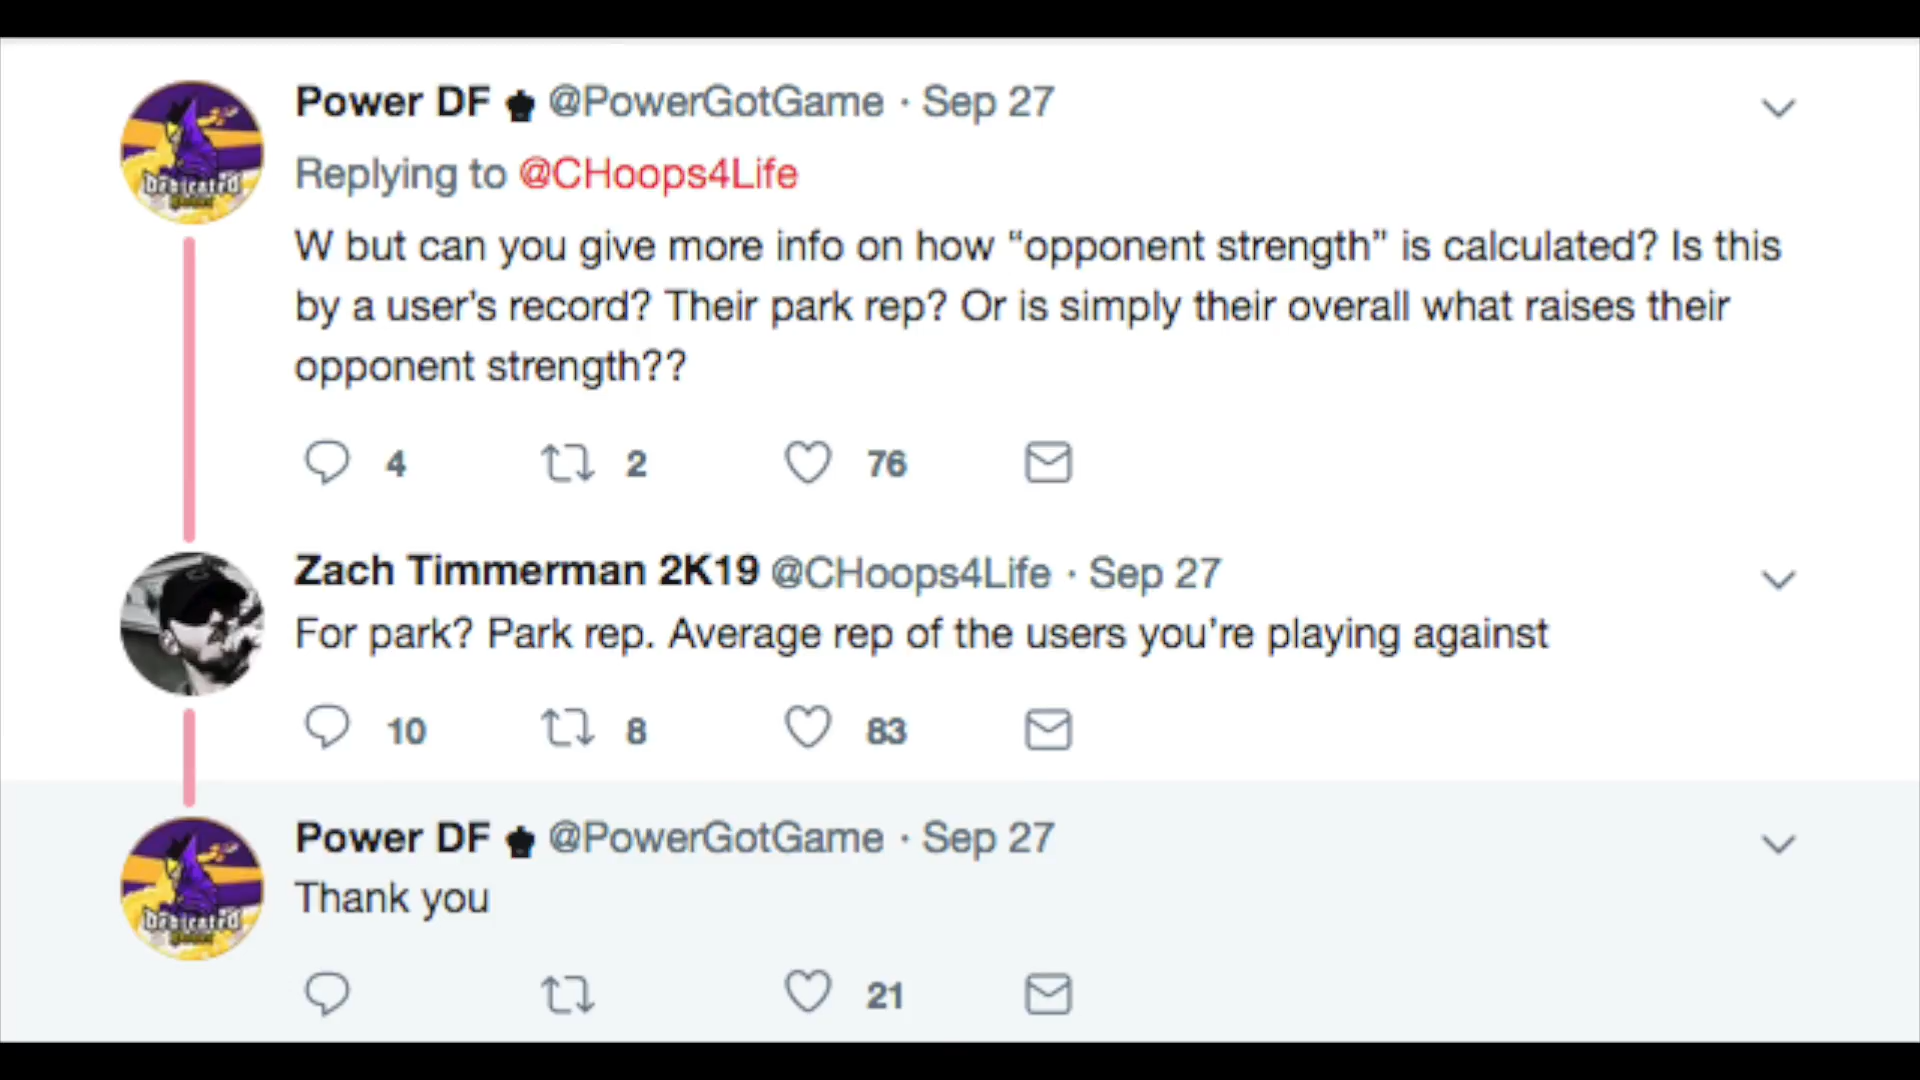 Power DF @PowerGotGame · Sep 27
Replying to @CHoops4Life
W but can you give more info on how “opponent strength” is calculated? Is this
by a user’s record? Their park rep? Or is simply their overall what raises their
opponent strength??
4 2 76
Zach Timmerman 2K19 @CHoops4Life · Sep 27
For park? Park rep. Average rep of the users you’re playing against
10 8 83
Power DF @PowerGotGame · Sep 27
Thank you
21
Dedicated
Dedicated